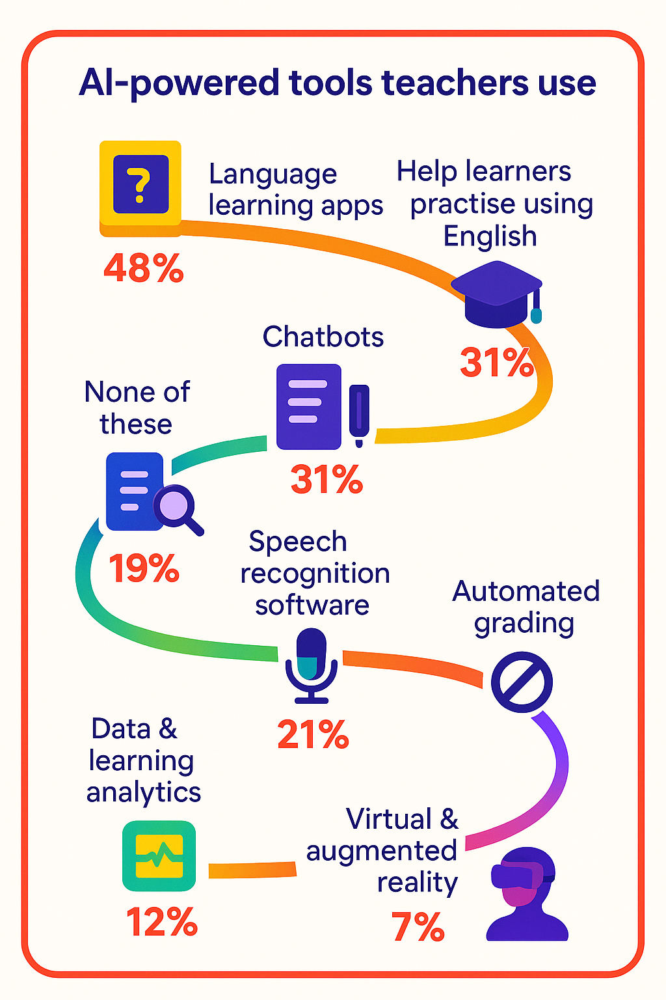 AI-powered tools teachers use
?
Language
learning apps
48%
Help learners
practise using
English
31%
Chatbots
31%
None of
these
19%
Speech
recognition
software
21%
Automated
grading
Data &
learning
analytics
12%
Virtual &
augmented
reality
7%